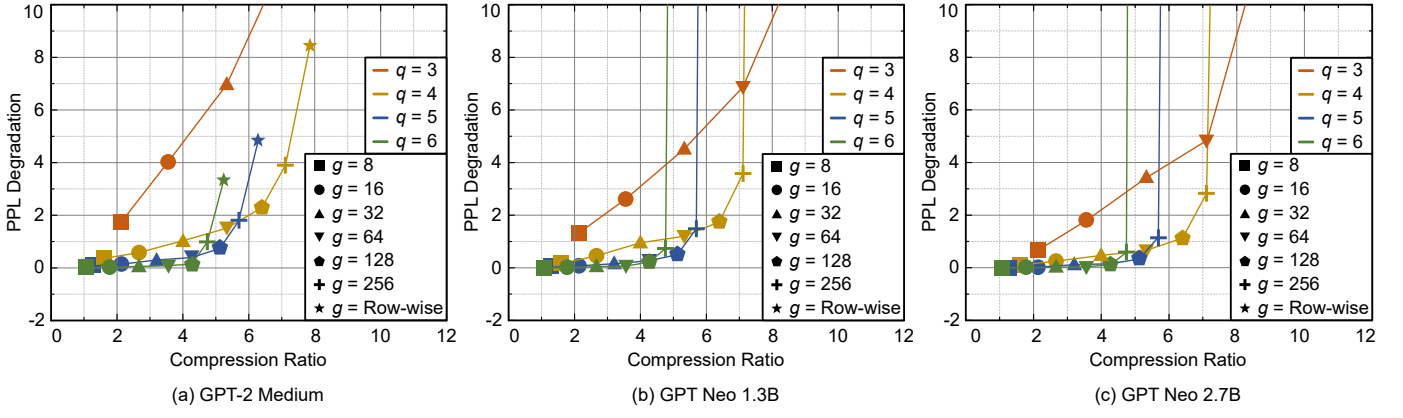 10
8
6
4
2
0
-2
0
2
4
6
8
10
12
PPL Degradation
Compression Ratio
q = 3
q = 4
q = 5
q = 6
g = 8
g = 16
g = 32
g = 64
g = 128
g = 256
g = Row-wise
(a) GPT-2 Medium
10
8
6
4
2
0
-2
0
2
4
6
8
10
12
PPL Degradation
Compression Ratio
q = 3
q = 4
q = 5
q = 6
g = 8
g = 16
g = 32
g = 64
g = 128
g = 256
g = Row-wise
(b) GPT Neo 1.3B
10
8
6
4
2
0
-2
0
2
4
6
8
10
12
PPL Degradation
Compression Ratio
q = 3
q = 4
q = 5
q = 6
g = 8
g = 16
g = 32
g = 64
g = 128
g = 256
g = Row-wise
(c) GPT Neo 2.7B